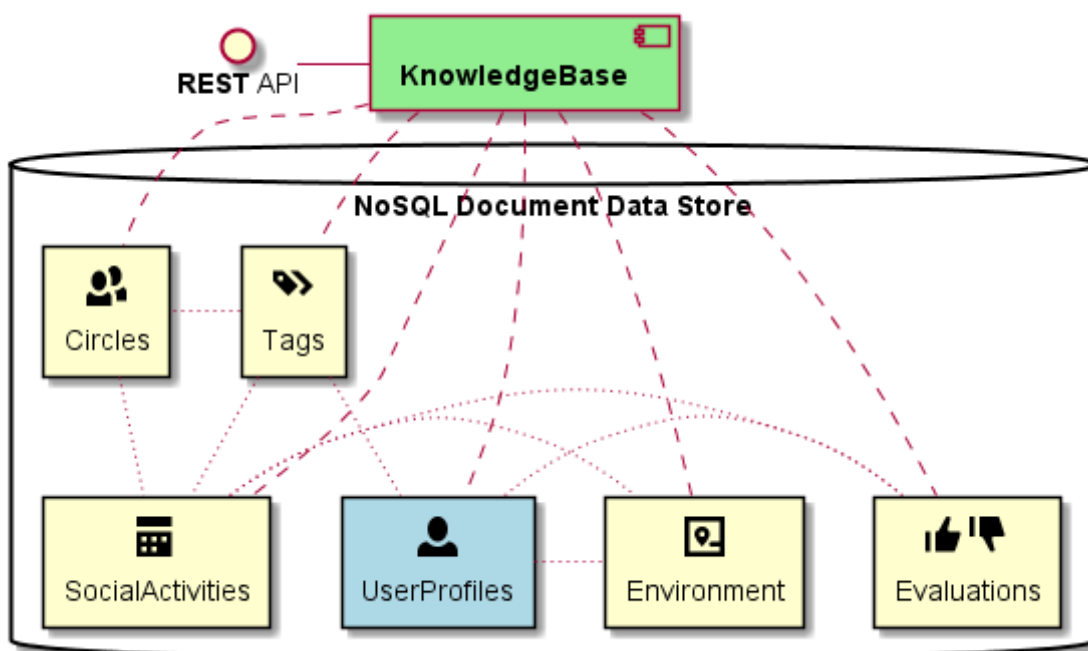 KnowledgeBase
REST API
NoSQL Document Data Store
Circles
Tags
SocialActivities
UserProfiles
Environment
Evaluations